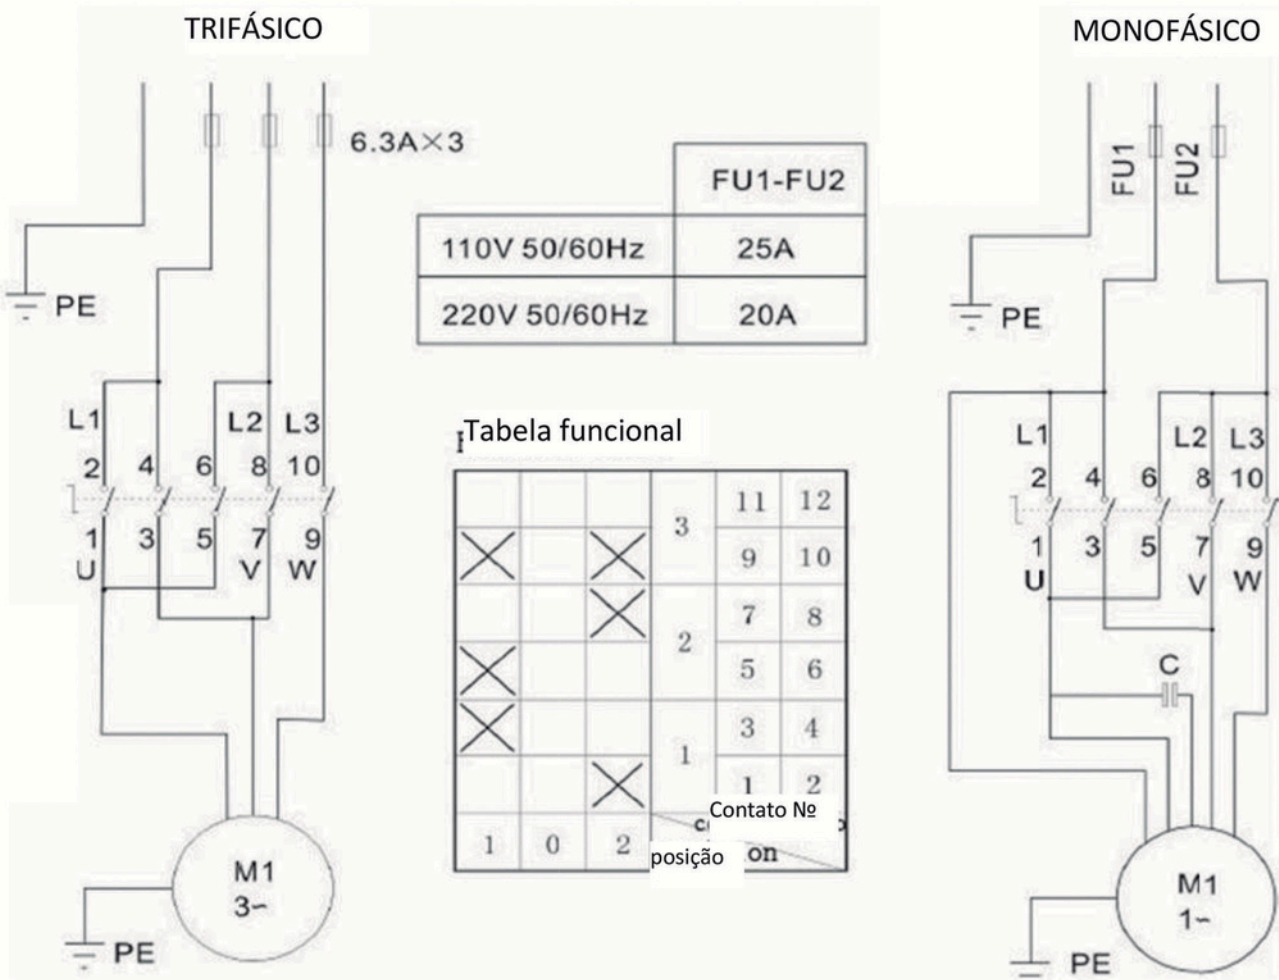 TRIFÁSICO
MONOFÁSICO
6.3A×3
FU1
FU2
FU1-FU2
110V 50/60Hz 25A
220V 50/60Hz 20A
PE
PE
L1 L2 L3
2 4 6 8 10
1 3 5 7 9
U V W
M1
3~
PE
Tabela funcional
3 11 12
9 10
2 7 8
5 6
1 3 4
1 2
Contato Nº
on
posição
1 0 2
L1 L2 L3
2 4 6 8 10
1 3 5 7 9
U V W
C
M1
1~
PE